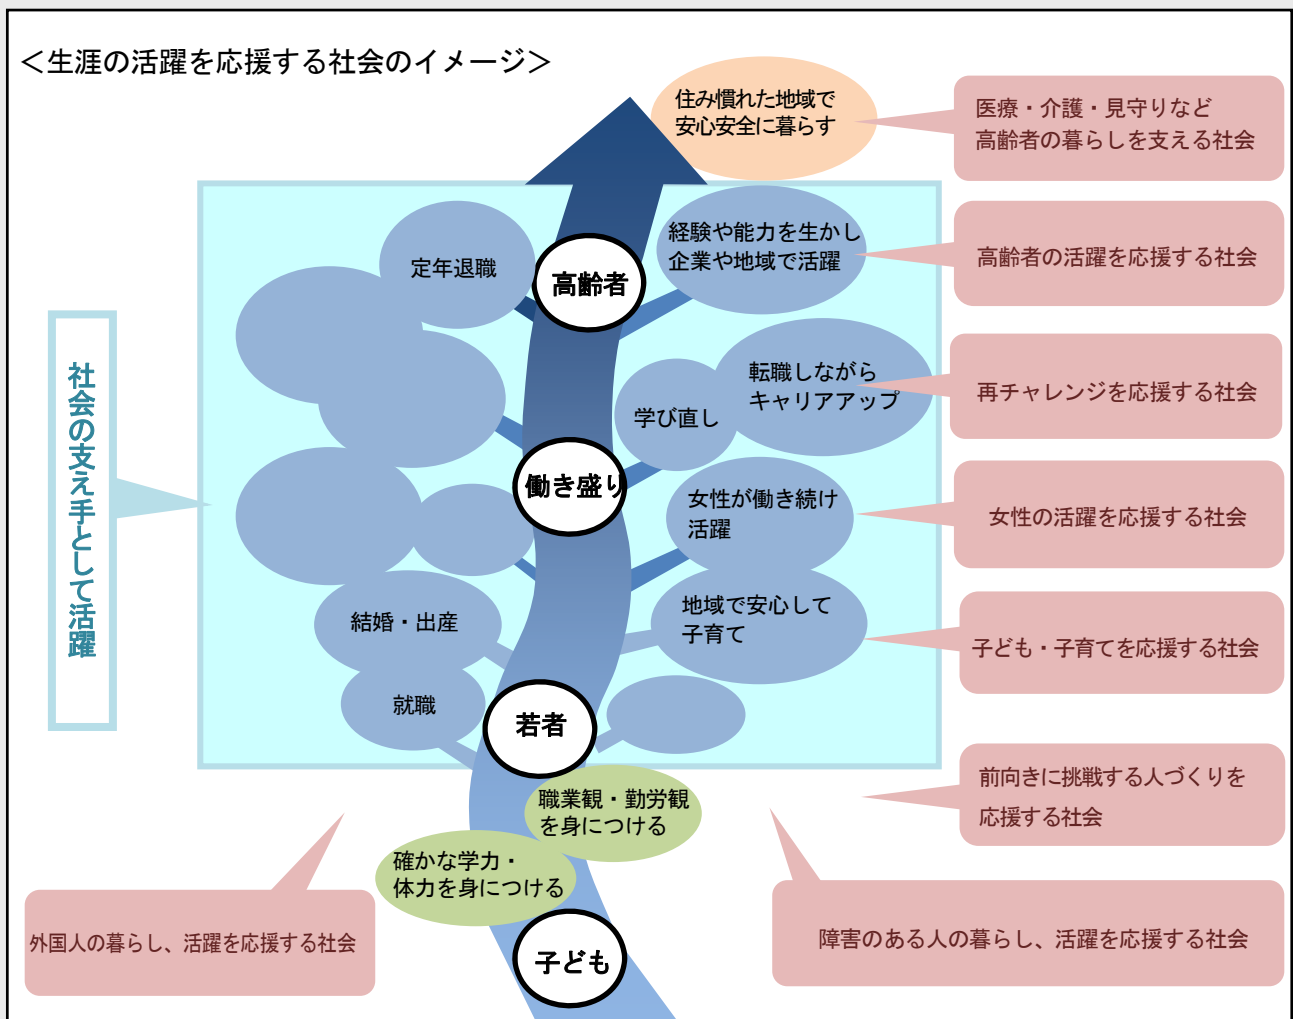 ＜生涯の活躍を応援する社会のイメージ＞
住み慣れた地域で
安心安全に暮らす
医療・介護・見守りなど
高齢者の暮らしを支える社会
定年退職
高齢者
経験や能力を生かし
企業や地域で活躍
高齢者の活躍を応援する社会
社会の支え手として活躍
転職しながら
キャリアアップ
学び直し
再チャレンジを応援する社会
働き盛り
女性が働き続け
活躍
女性の活躍を応援する社会
結婚・出産
地域で安心して
子育て
子ども・子育てを応援する社会
就職
若者
前向きに挑戦する人づくりを
応援する社会
職業観・勤労観
を身につける
確かな学力・
体力を身につける
外国人の暮らし、活躍を応援する社会
子ども
障害のある人の暮らし、活躍を応援する社会